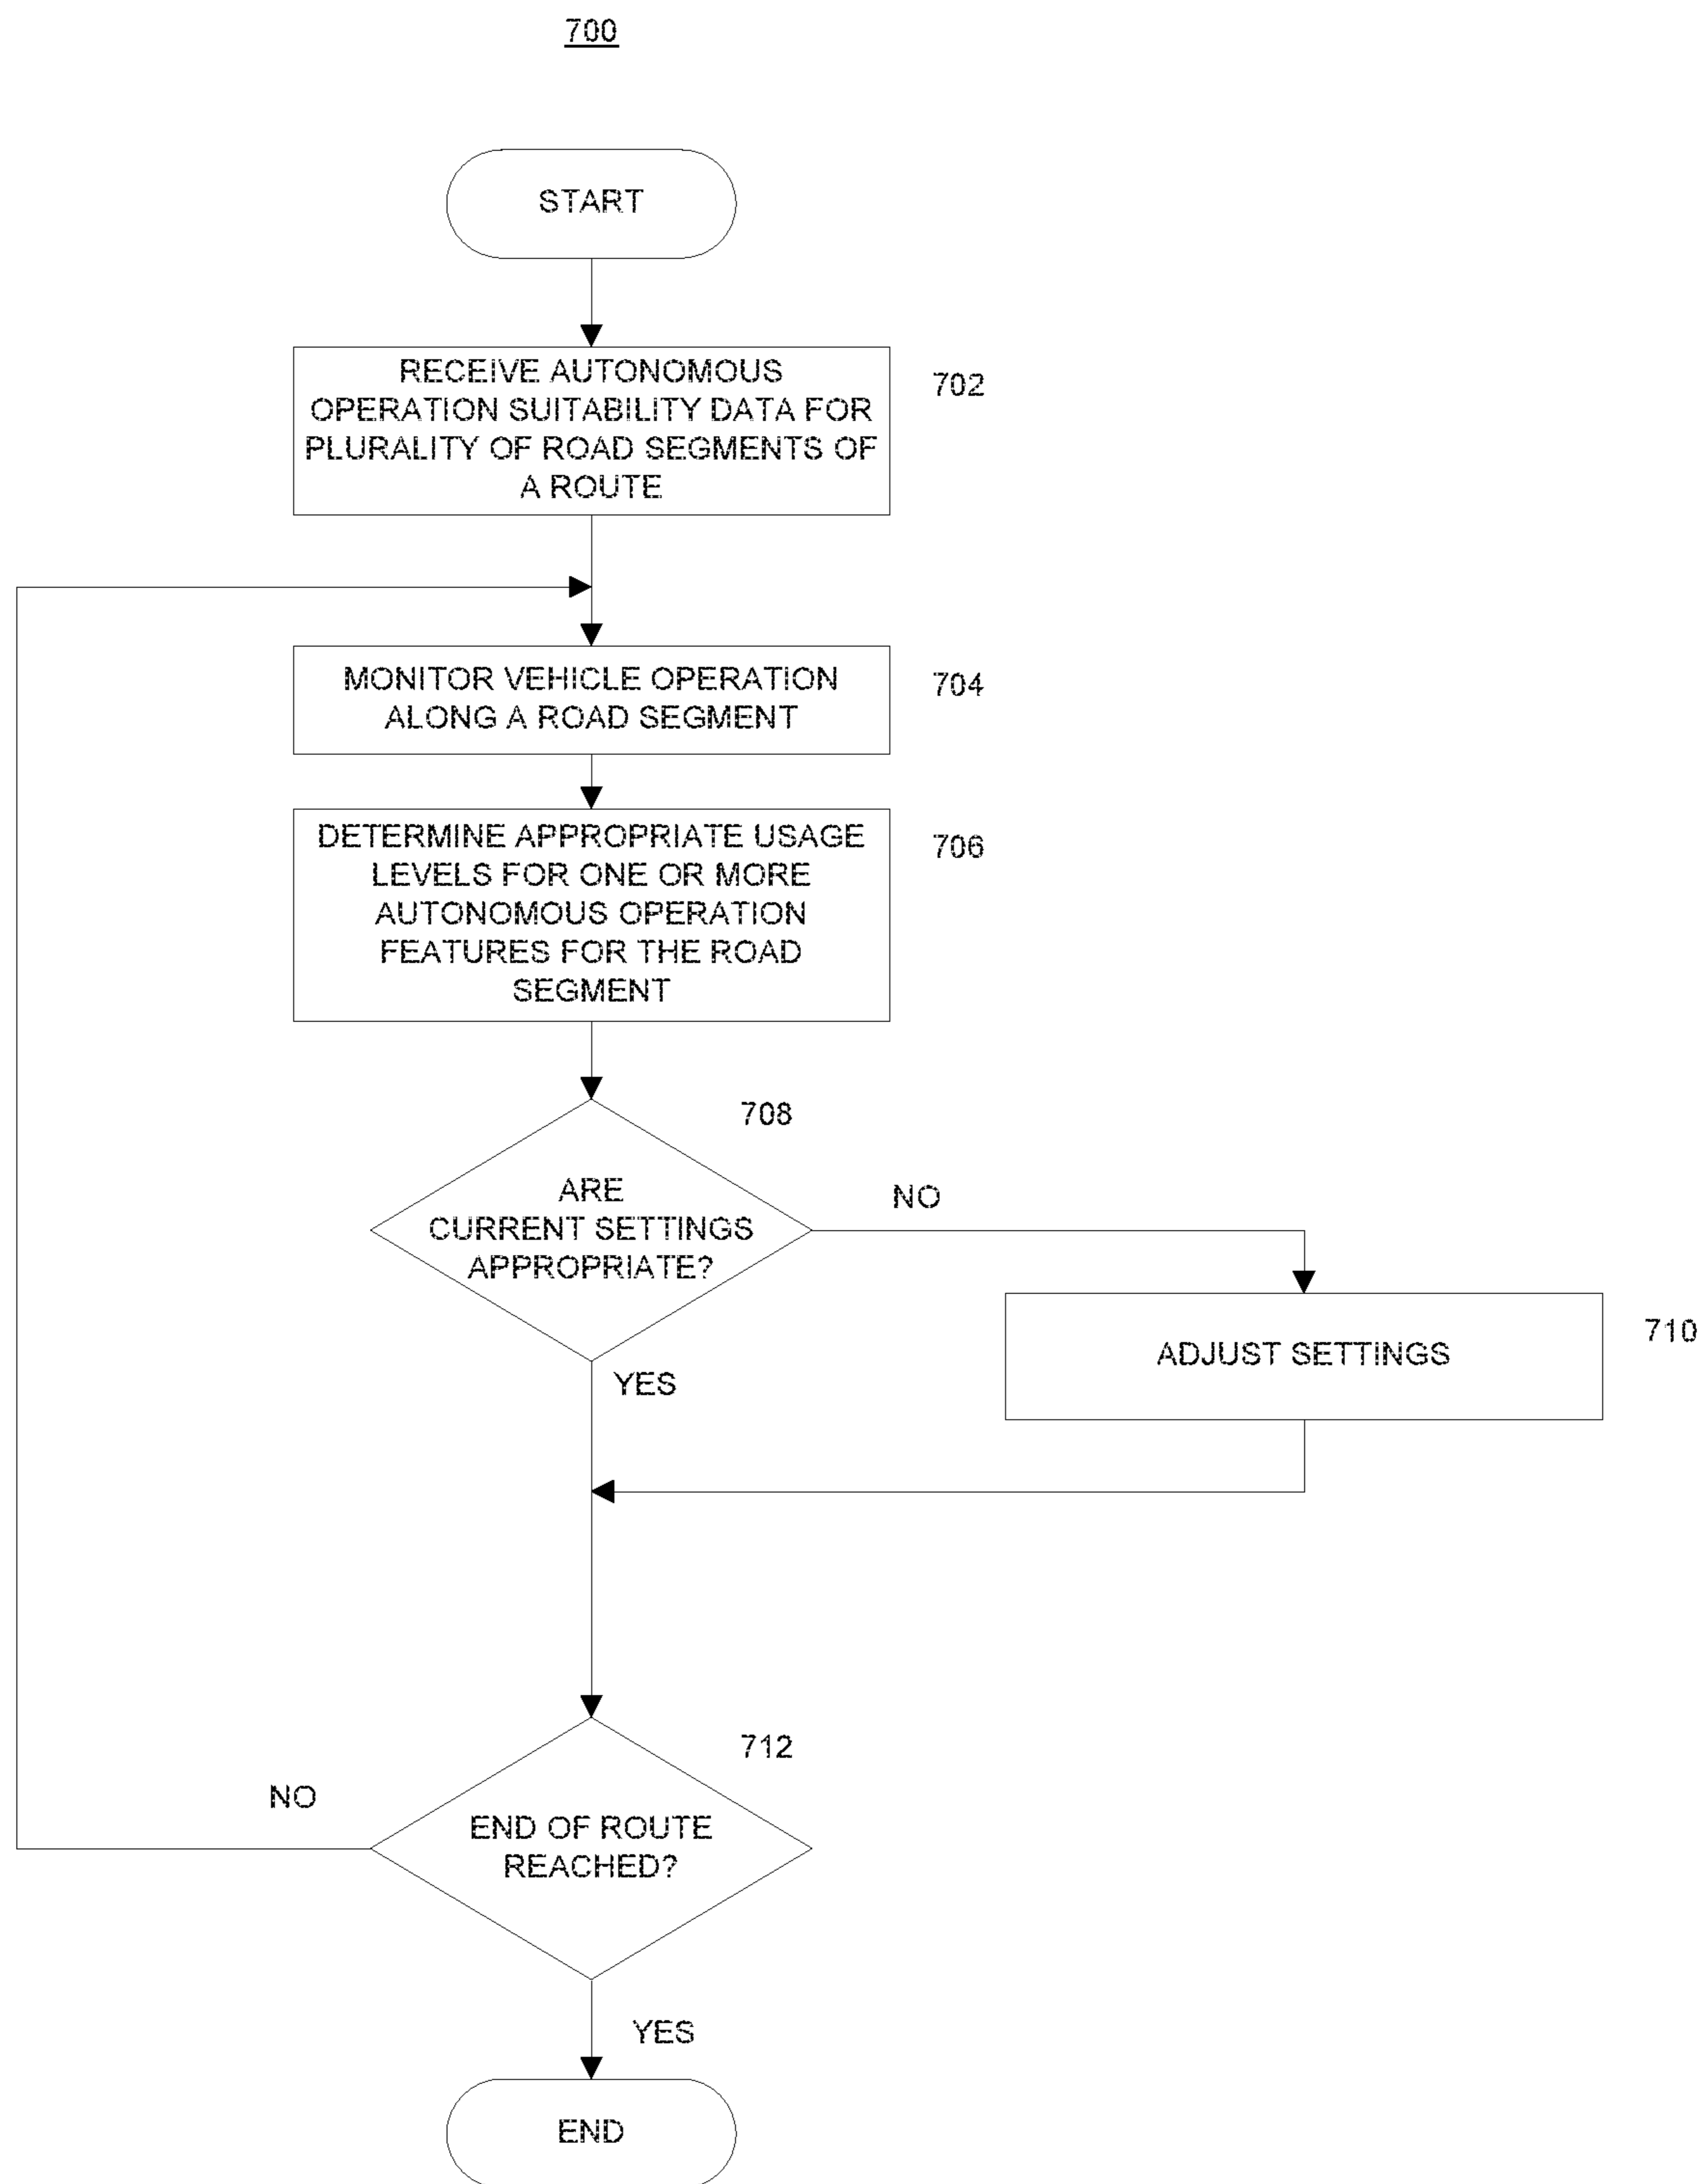 700
START
RECEIVE AUTONOMOUS
OPERATION SUITABILITY DATA FOR
PLURALITY OF ROAD SEGMENTS OF
A ROUTE
702
MONITOR VEHICLE OPERATION
ALONG A ROAD SEGMENT
704
DETERMINE APPROPRIATE USAGE
LEVELS FOR ONE OR MORE
AUTONOMOUS OPERATION
FEATURES FOR THE ROAD
SEGMENT
706
708
ARE
CURRENT SETTINGS
APPROPRIATE?
NO
YES
ADJUST SETTINGS
710
712
END OF ROUTE
REACHED?
NO
YES
END